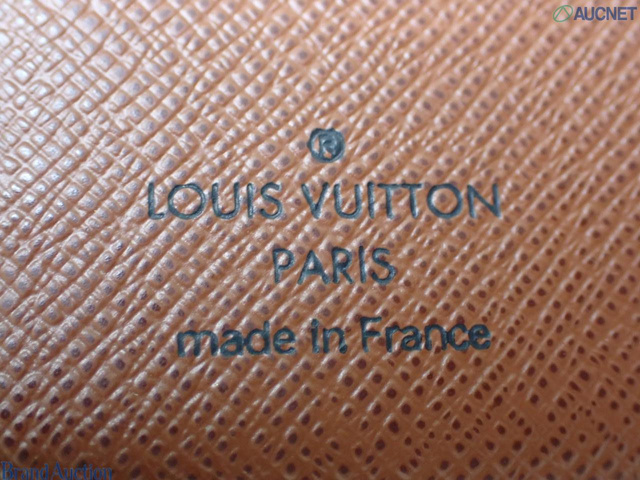 AUCNET
®
LOUIS VUITTON
PARIS
made in France
Brand Auction